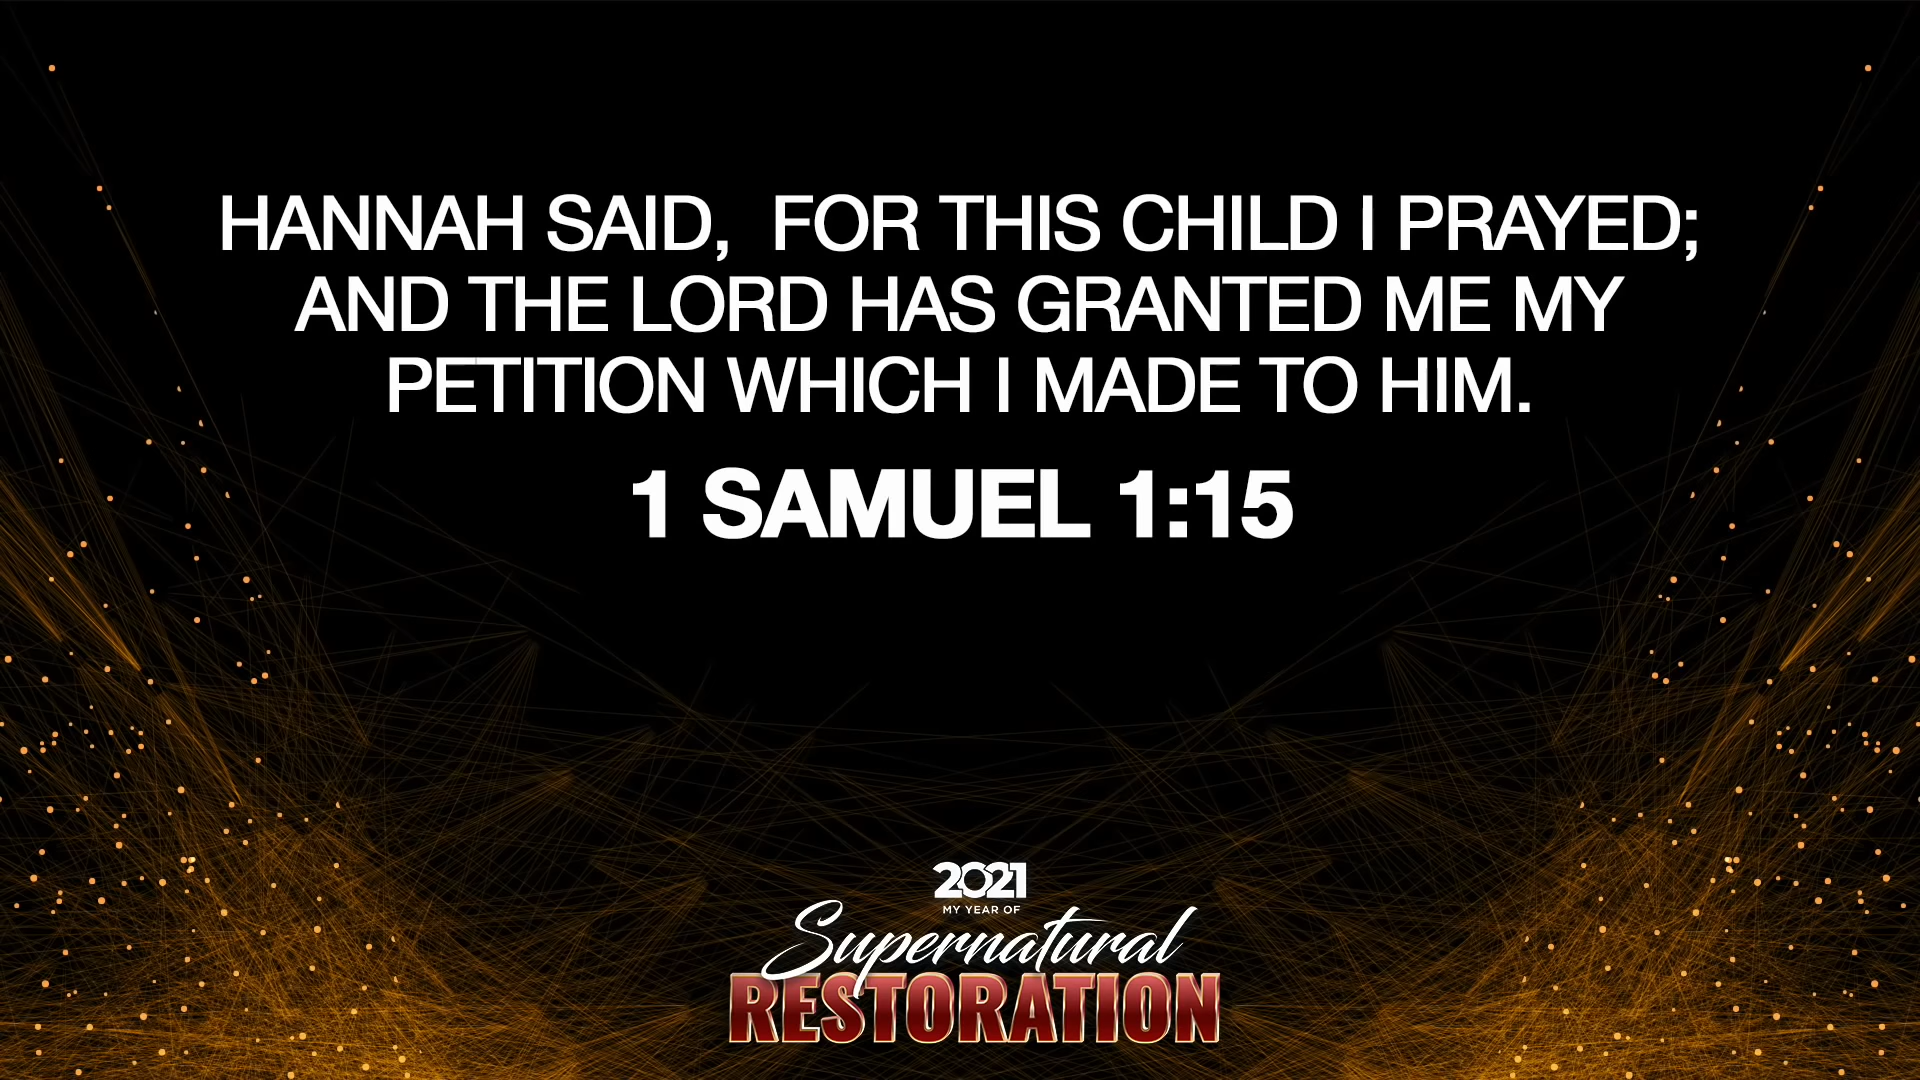 HANNAH SAID,  FOR THIS CHILD I PRAYED;
AND THE LORD HAS GRANTED ME MY
PETITION WHICH I MADE TO HIM.
1 SAMUEL 1:15
2021
MY YEAR OF
Supernatural
RESTORATION